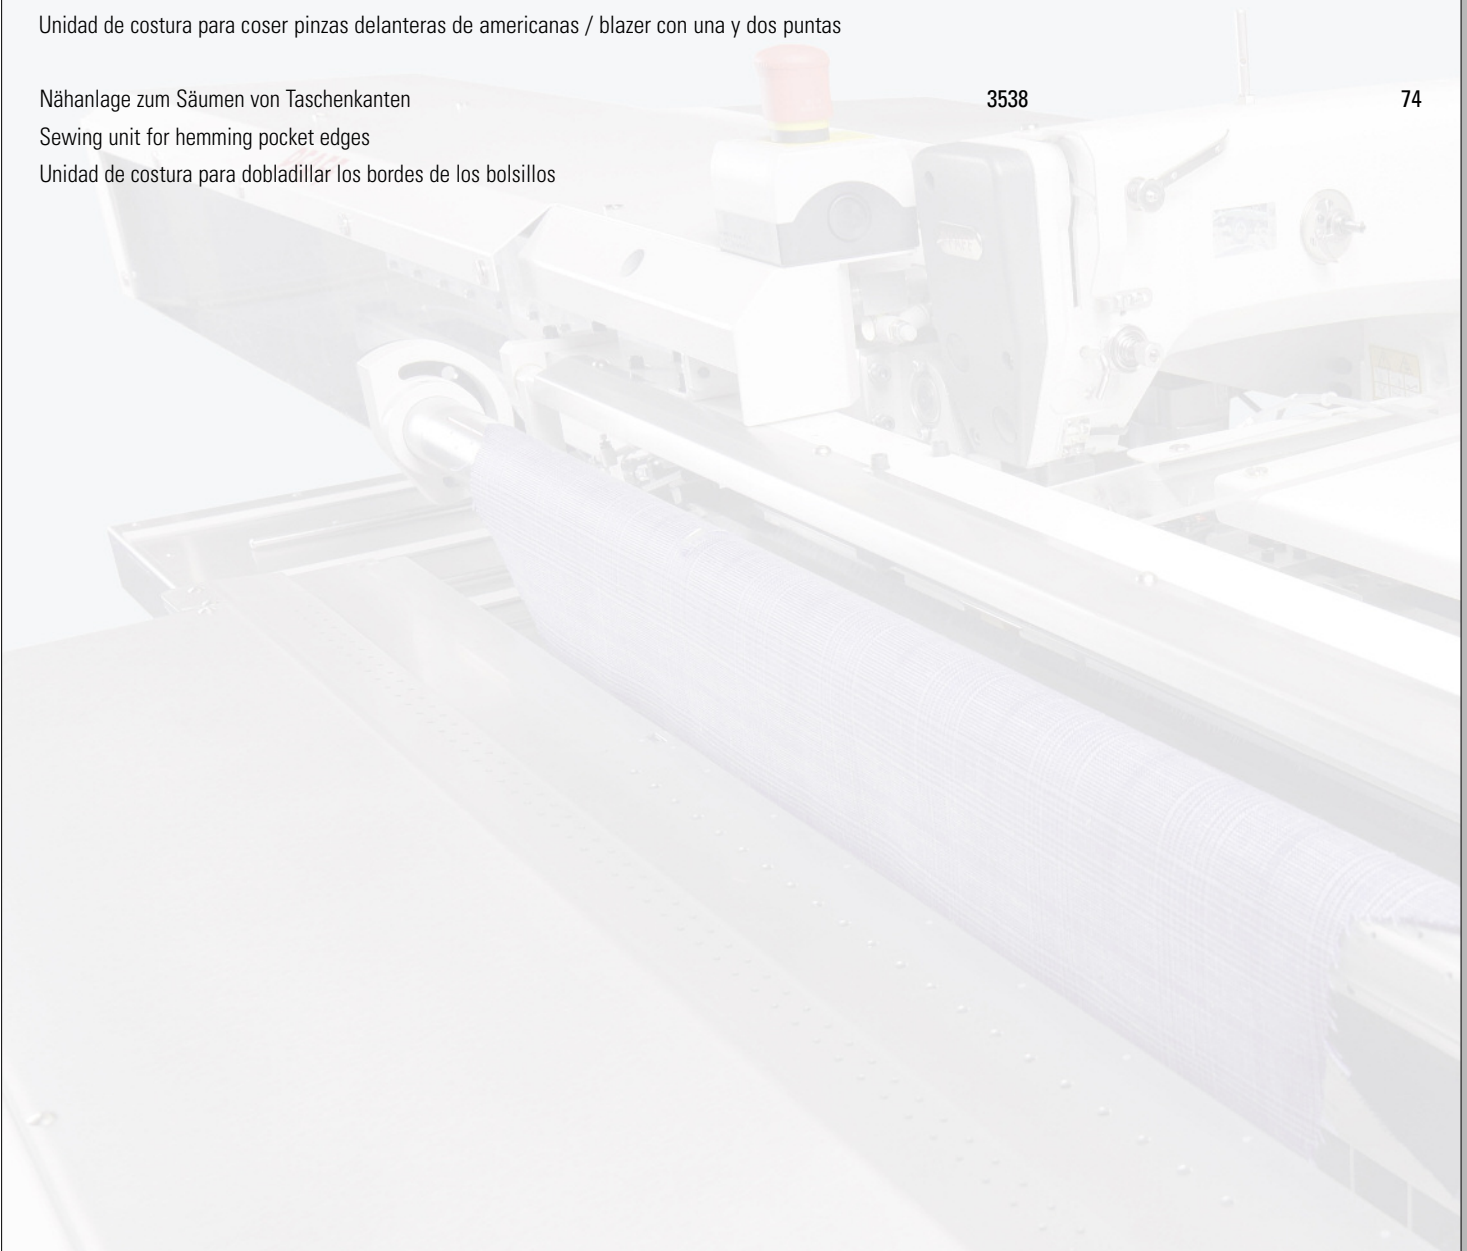 Unidad de costura para coser pinzas delanteras de americanas / blazer con una y dos puntas
Nähanlage zum Säumen von Taschenkanten 3538 74
Sewing unit for hemming pocket edges
Unidad de costura para dobladillar los bordes de los bolsillos